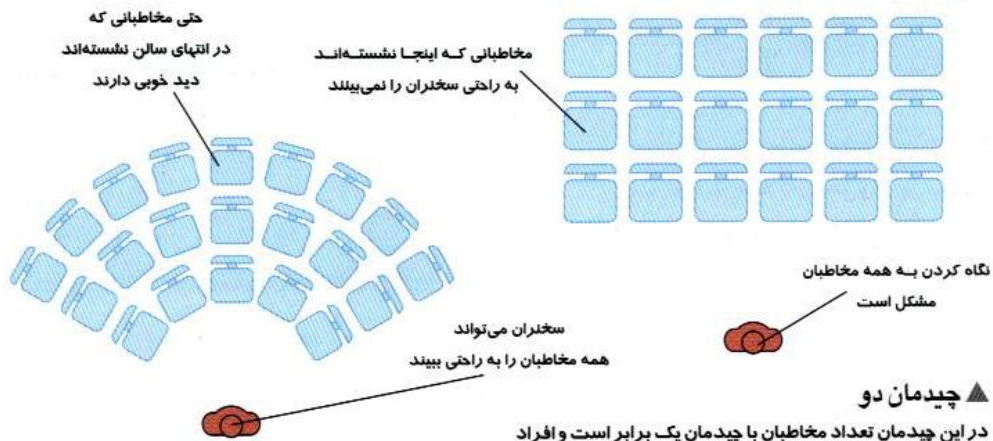 حتی مخاطبانی که
در انتهای سالن نشسته‌اند
دید خوبی دارند
مخاطبانی که اینجا نشسته‌اند
به راحتی سخنران را نمی‌بینند
نگاه کردن به همه مخاطبان
مشکل است
سخنران می‌تواند
همه مخاطبان را به راحتی ببیند
چیدمان دو
در این چیدمان تعداد مخاطبان با چیدمان یک برابر است و افراد